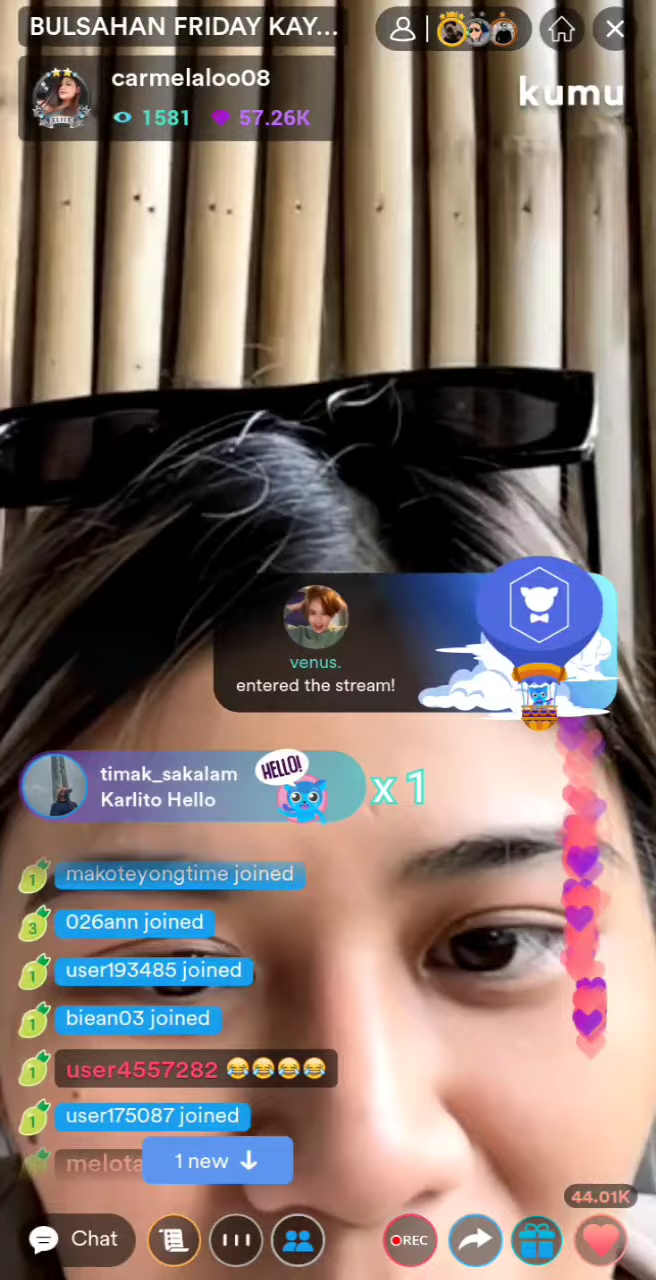 BULSAHAN FRIDAY KAY...
carmelaloo08
1581 57.26K
ELITE
kumu
venus.
entered the stream!
timak_sakalam
Karlito Hello
HELLO!
x 1
1 makoteyongtime joined
3 026ann joined
1 user193485 joined
1 biean03 joined
1 user4557282 😂😂😂😂
1 user175087 joined
melota
1 new ↓
44.01K
Chat
REC